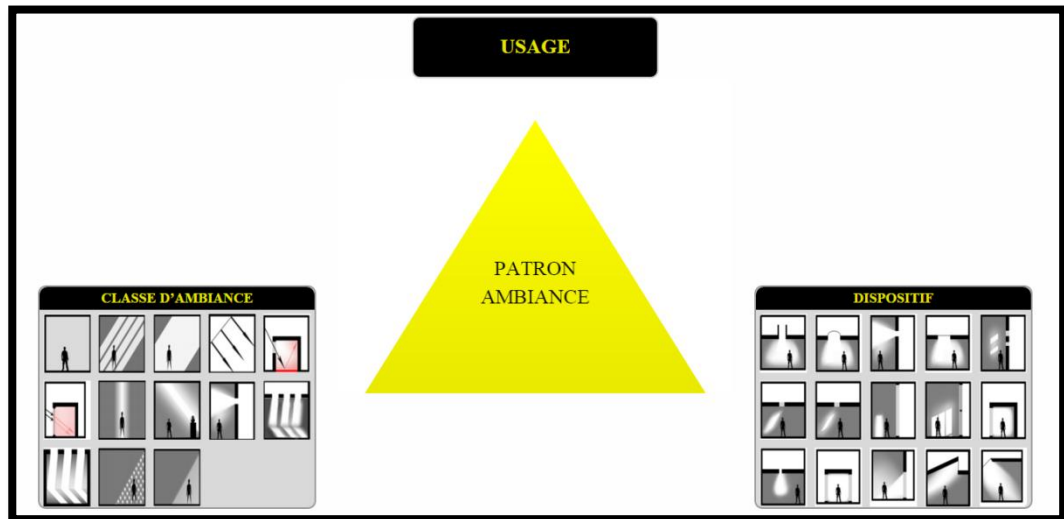 USAGE
PATRON
AMBIANCE
CLASSE D'AMBIANCE
DISPOSITIF